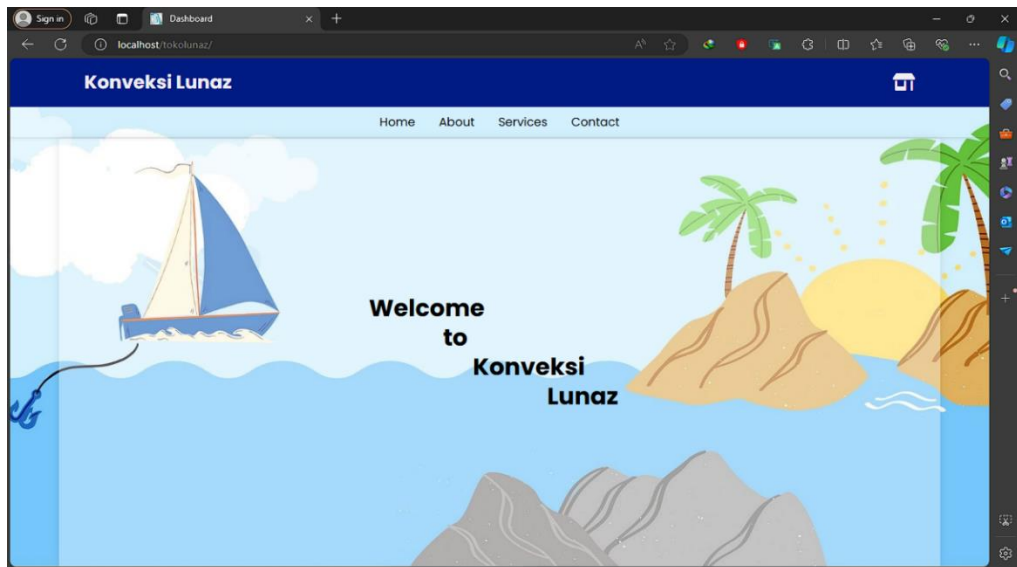 Sign in
Dashboard
localhost/tokolunaz/
Konveksi Lunaz
Home About Services Contact
Welcome
to
Konveksi
Lunaz